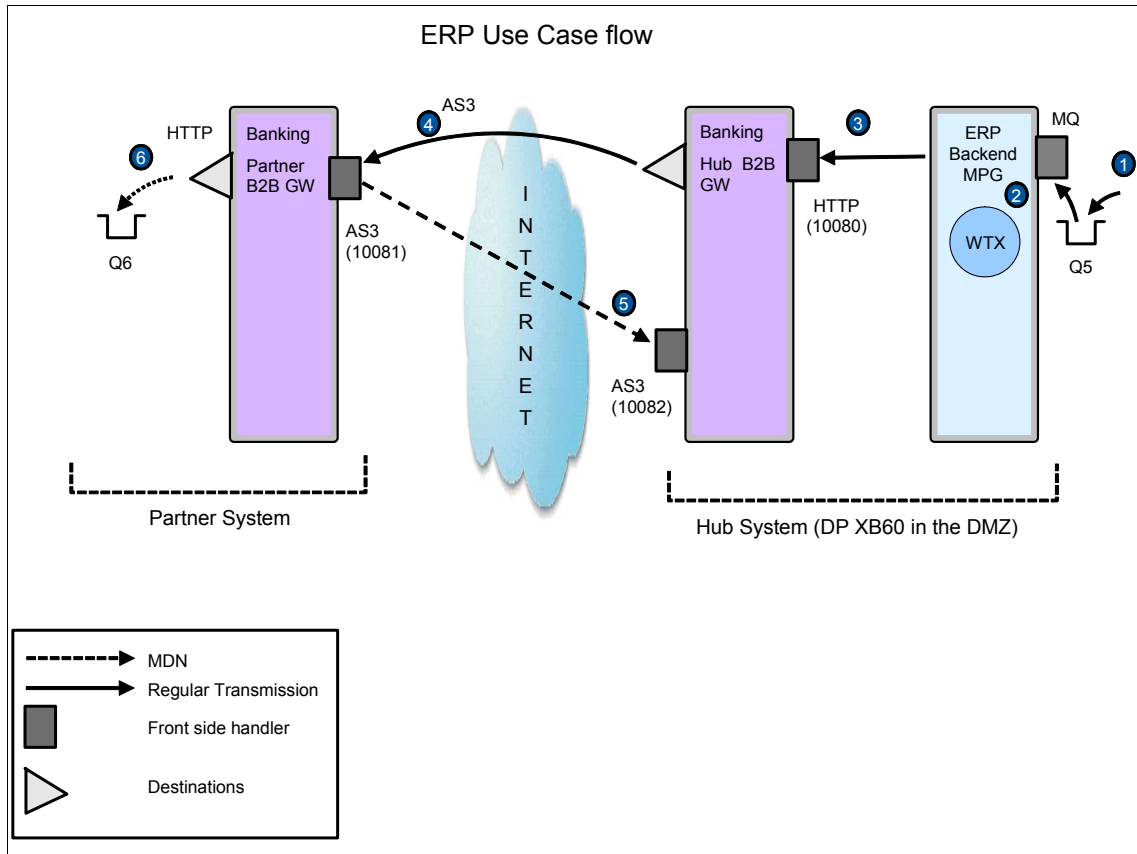 ERP Use Case flow
AS3
4
HTTP
6
Banking
Partner
B2B GW
Q6
AS3
(10081)
I
N
T
E
R
N
E
T
5
AS3
(10082)
Banking
Hub B2B
GW
3
HTTP
(10080)
ERP
Backend
MPG
2
WTX
MQ
1
Q5
Partner System
Hub System (DP XB60 in the DMZ)
MDN
Regular Transmission
Front side handler
Destinations